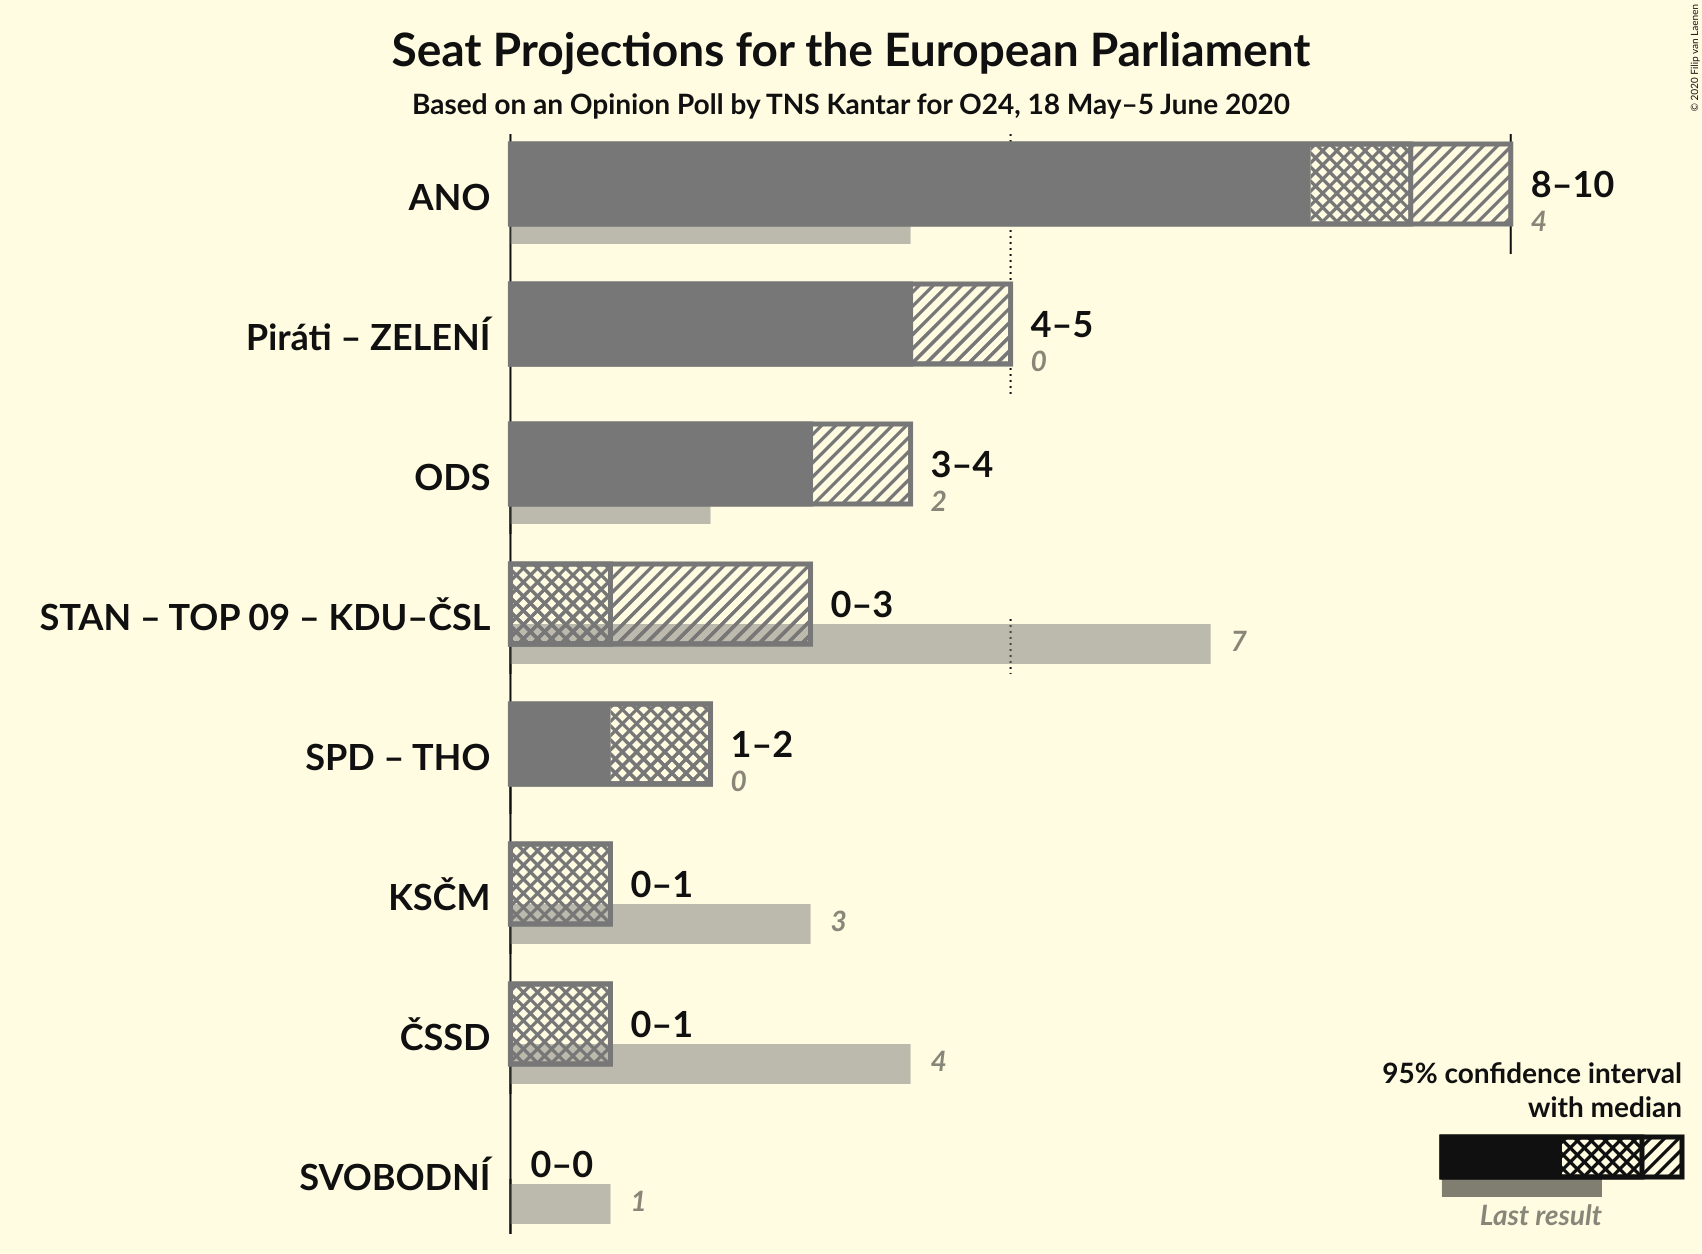 Seat Projections for the European Parliament
Based on an Opinion Poll by TNS Kantar for O24, 18 May–5 June 2020
© 2020 Filip van Laenen
ANO
8–10
4
Piráti – ZELENÍ
4–5
0
ODS
3–4
2
STAN – TOP 09 – KDU–ČSL
0–3
7
SPD – THO
1–2
0
KSČM
0–1
3
ČSSD
0–1
4
SVOBODNÍ
0–0
1
95% confidence interval
with median
Last result